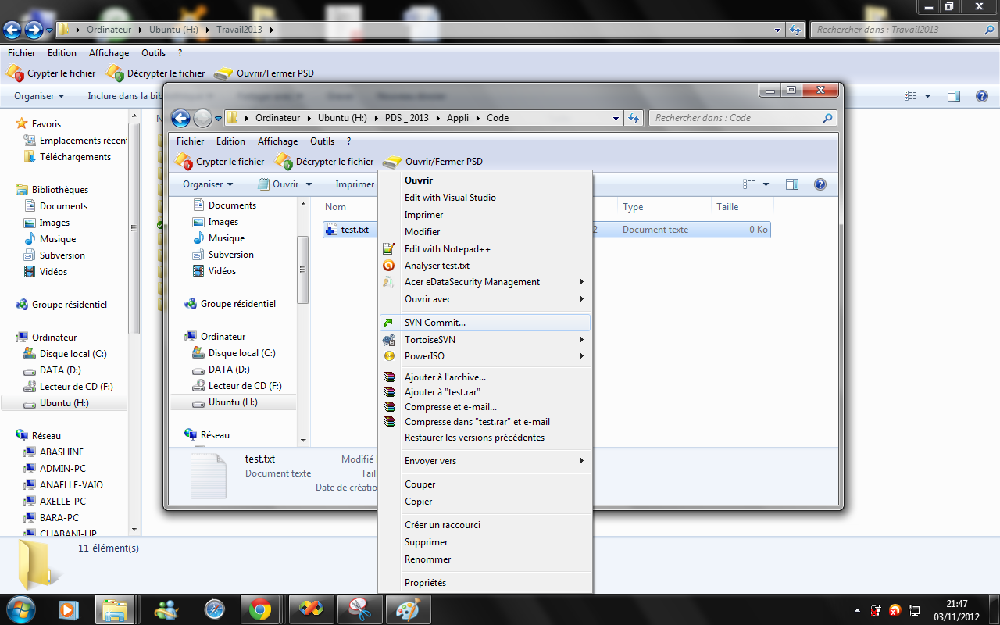 Ordinateur Ubuntu (H:) Travail2013
Rechercher dans : Travail2013
Fichier Edition Affichage Outils ?
Crypter le fichier Décrypter le fichier Ouvrir/Fermer PSD
Organiser Inclure dans la bib
Favoris
Emplacements récent
Téléchargements
Bibliothèques
Documents
Images
Musique
Subversion
Vidéos
Groupe résidentiel
Ordinateur
Disque local (C:)
DATA (D:)
Lecteur de CD (F:)
Ubuntu (H:)
Réseau
ABASHINE
ADMIN-PC
ANAELLE-VAIO
AXELLE-PC
BARA-PC
CHABANI-HP
11 élément(s)
Ordinateur Ubuntu (H:) PDS _ 2013 Appli Code
Rechercher dans : Code
Fichier Edition Affichage Outils ?
Crypter le fichier Décrypter le fichier Ouvrir/Fermer PSD
Organiser Ouvrir Imprimer
Documents
Images
Musique
Subversion
Vidéos
Groupe résidentiel
Ordinateur
Disque local (C:)
DATA (D:)
Lecteur de CD (F:)
Ubuntu (H:)
Réseau
Nom Type Taille
test.txt 2 Document texte 0 Ko
test.txt Modifié l
Document texte Taill
Date de créatio
Ouvrir
Edit with Visual Studio
Imprimer
Modifier
Edit with Notepad++
Analyser test.txt
Acer eDataSecurity Management
Ouvrir avec
SVN Commit...
TortoiseSVN
PowerISO
Ajouter à l'archive...
Ajouter à "test.rar"
Compresse et e-mail...
Compresse dans "test.rar" et e-mail
Restaurer les versions précédentes
Envoyer vers
Couper
Copier
Créer un raccourci
Supprimer
Renommer
Propriétés
21:47
03/11/2012